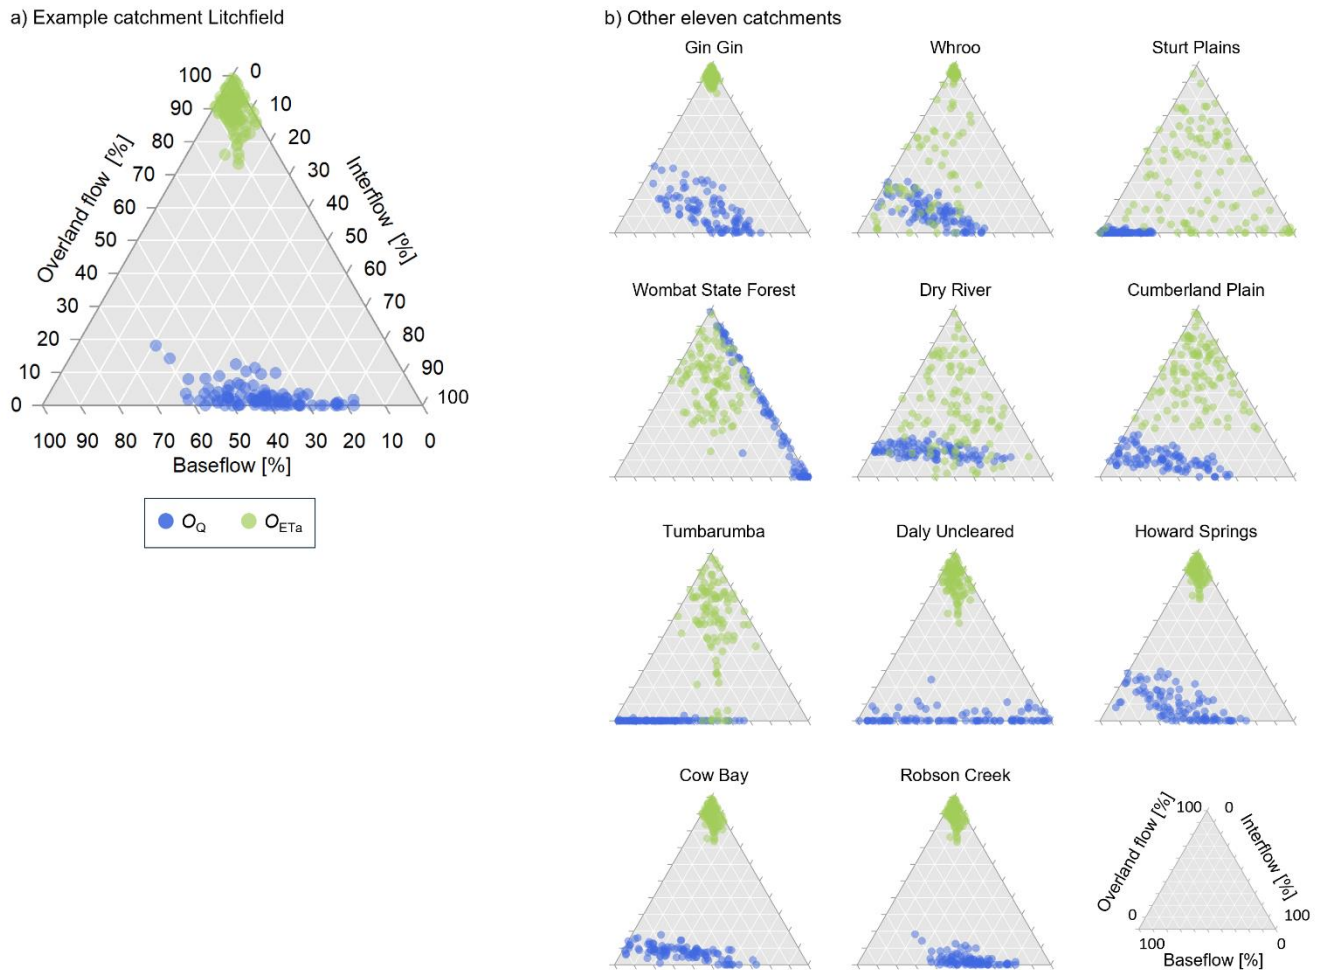 a) Example catchment Litchfield
100
90
80
70
60
50
40
30
20
10
0
Overland flow [%]
0
10
20
30
40
50
60
70
80
90
100
Interflow [%]
100 90 80 70 60 50 40 30 20 10 0
Baseflow [%]
OQ OETa
b) Other eleven catchments
Gin Gin Whroo Sturt Plains
Wombat State Forest Dry River Cumberland Plain
Tumbarumba Daly Uncleared Howard Springs
Cow Bay Robson Creek
Overland flow [%]
100 0
Interflow [%]
0 100
100 0
Baseflow [%]